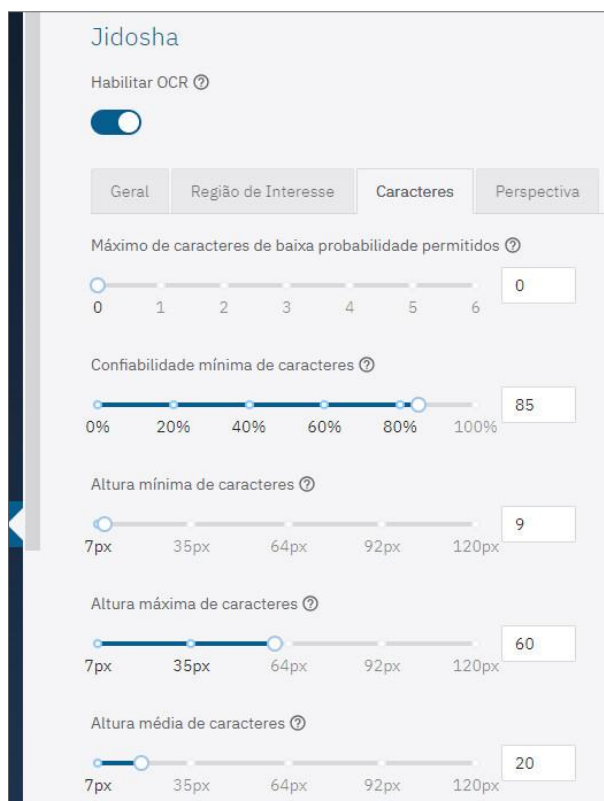 Jidosha
Habilitar OCR ?
Geral Região de Interesse Caracteres Perspectiva
Máximo de caracteres de baixa probabilidade permitidos ?
0
0 1 2 3 4 5 6
Confiabilidade mínima de caracteres ?
85
0% 20% 40% 60% 80% 100%
Altura mínima de caracteres ?
9
7px 35px 64px 92px 120px
Altura máxima de caracteres ?
60
7px 35px 64px 92px 120px
Altura média de caracteres ?
20
7px 35px 64px 92px 120px